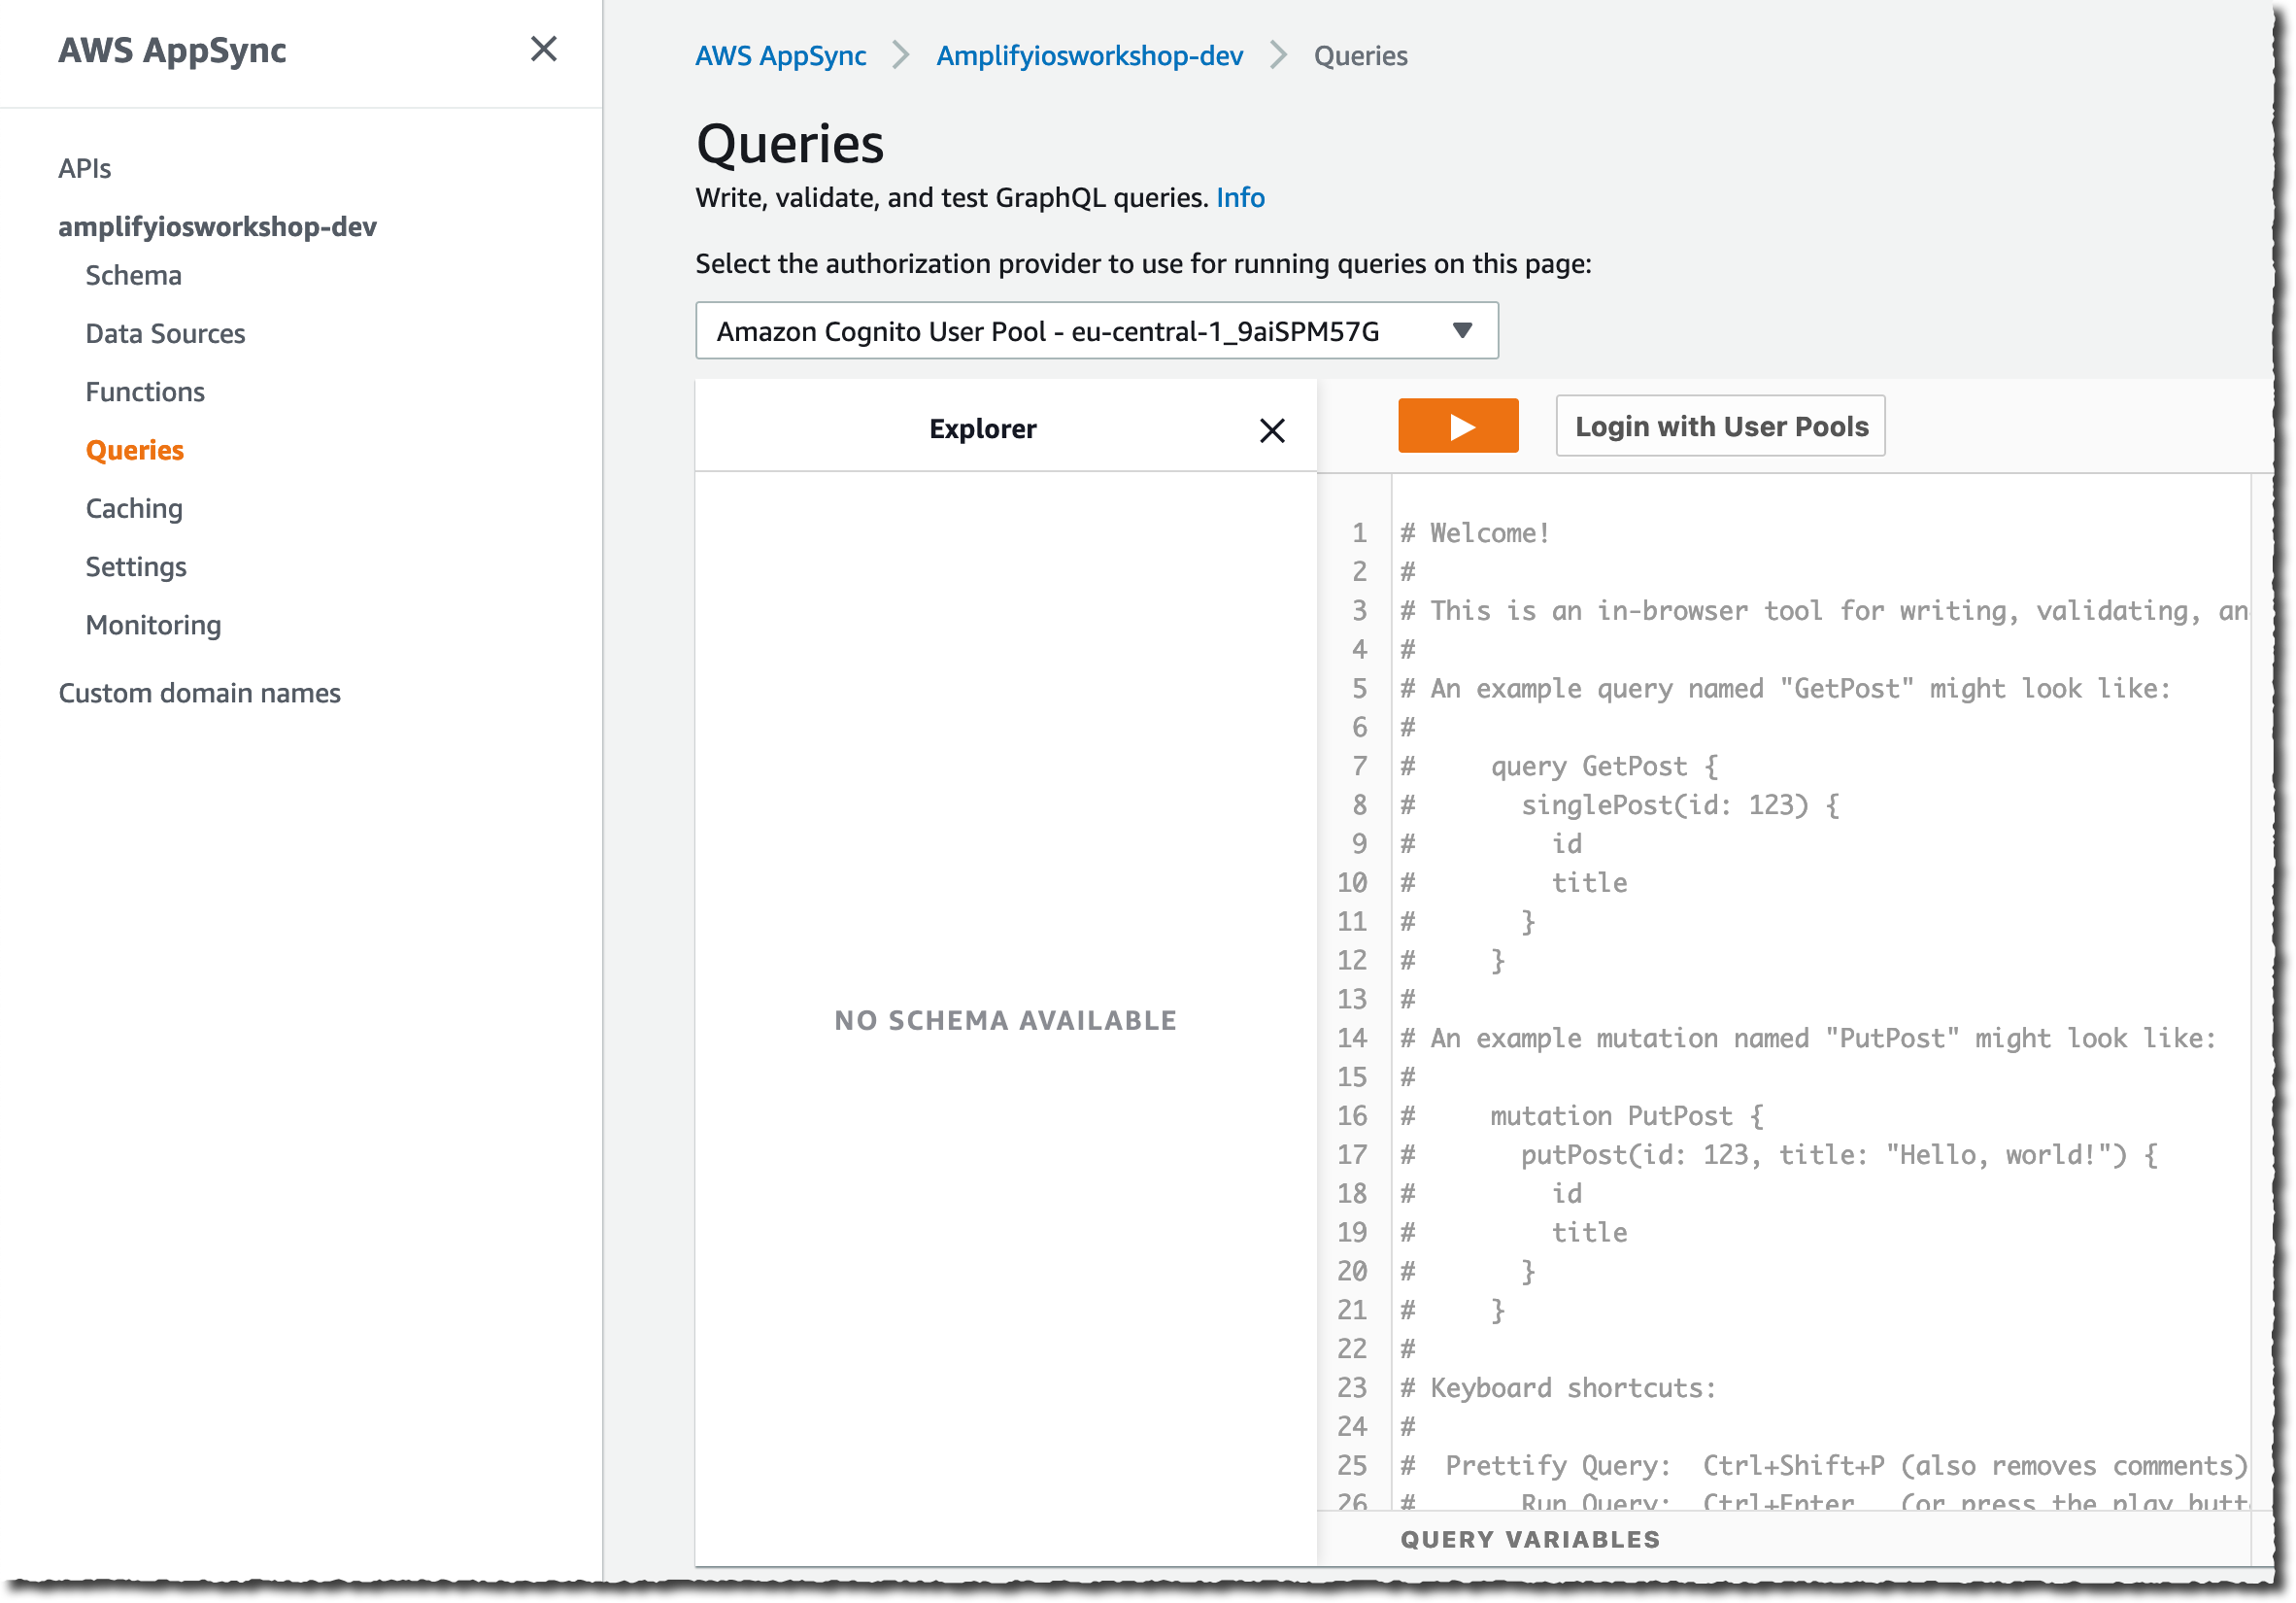 AWS AppSync
APIs
amplifyiosworkshop-dev
Schema
Data Sources
Functions
Queries
Caching
Settings
Monitoring
Custom domain names
AWS AppSync > Amplifyiosworkshop-dev > Queries
Queries
Write, validate, and test GraphQL queries. Info
Select the authorization provider to use for running queries on this page:
Amazon Cognito User Pool - eu-central-1_9aiSPM57G
Explorer
NO SCHEMA AVAILABLE
Login with User Pools
1 # Welcome!
2 #
3 # This is an in-browser tool for writing, validating, an
4 #
5 # An example query named "GetPost" might look like:
6 #
7 #     query GetPost {
8 #       singlePost(id: 123) {
9 #         id
10 #         title
11 #       }
12 #     }
13 #
14 # An example mutation named "PutPost" might look like:
15 #
16 #     mutation PutPost {
17 #       putPost(id: 123, title: "Hello, world!") {
18 #         id
19 #         title
20 #       }
21 #     }
22 #
23 # Keyboard shortcuts:
24 #
25 #  Prettify Query:  Ctrl+Shift+P (also removes comments)
26 #       Run Query:  Ctrl+Enter   (or press the play butt
QUERY VARIABLES